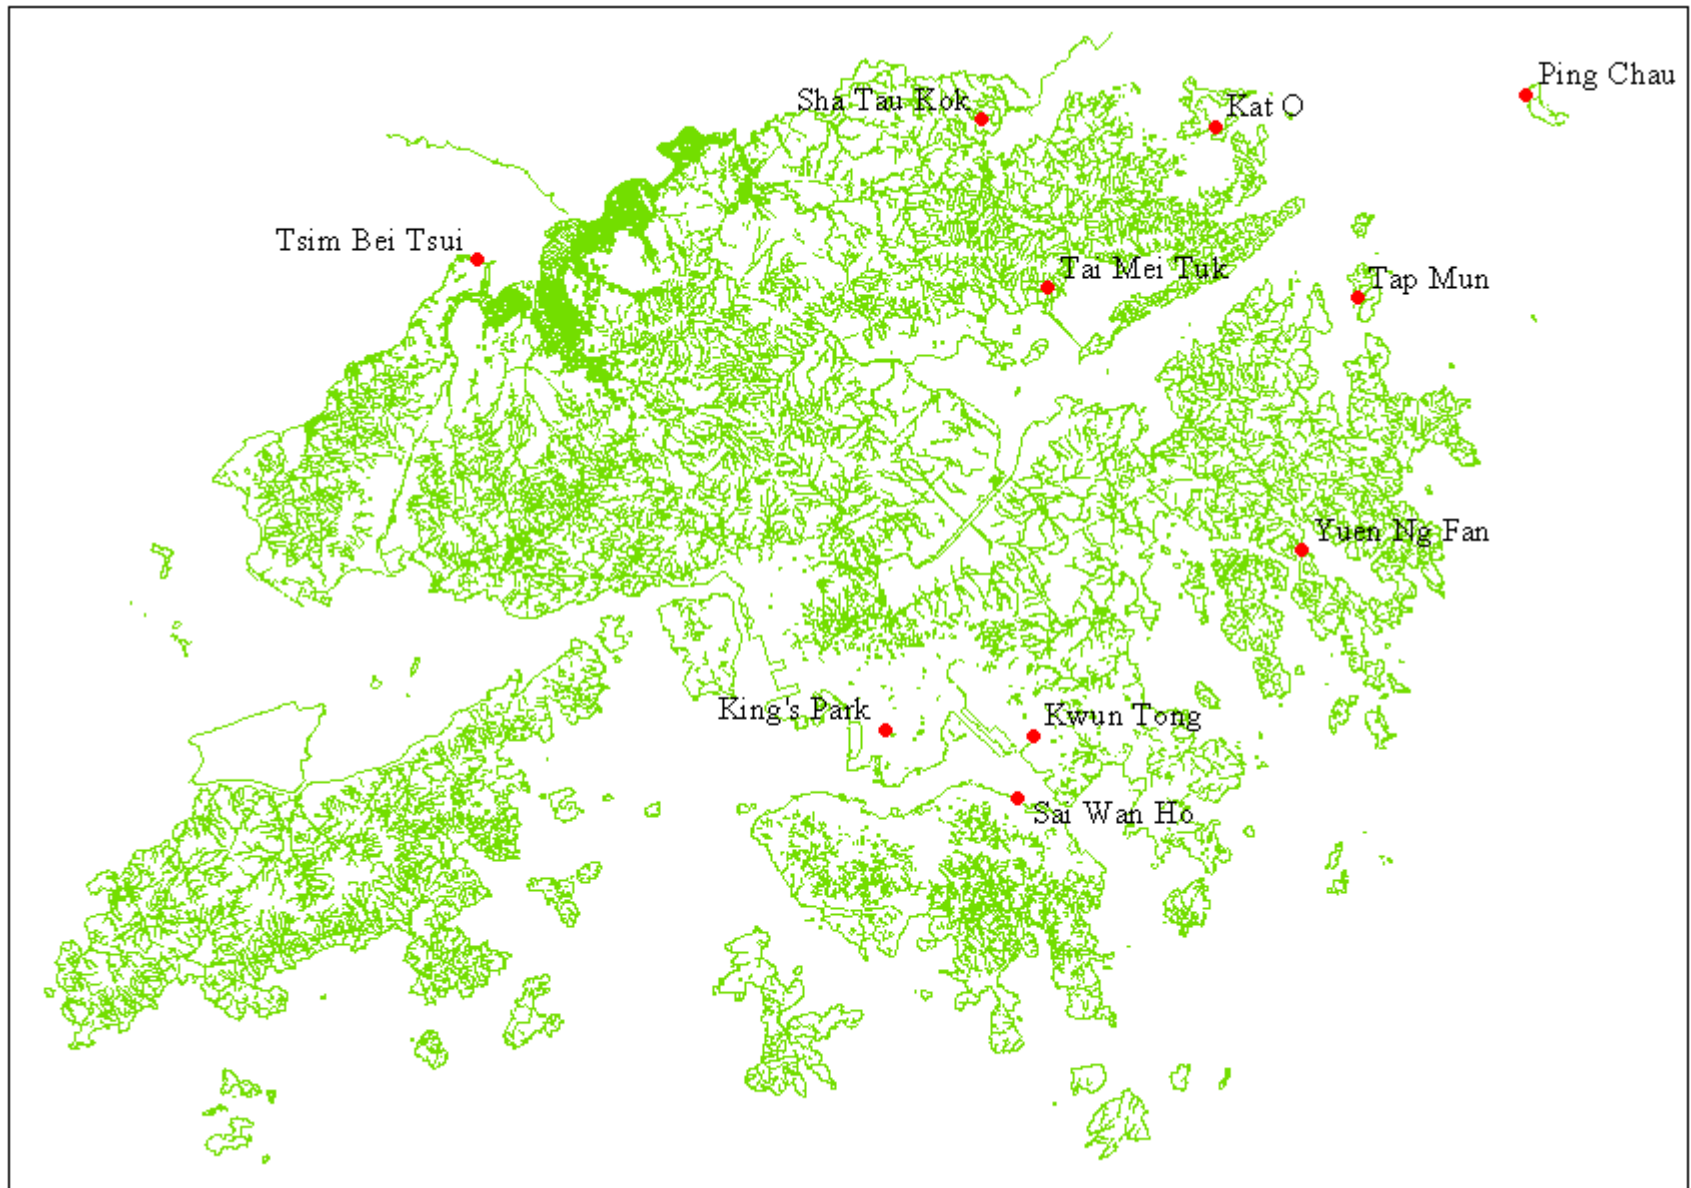 Ping Chau
Sha Tau Kok
Kat O
Tsim Bei Tsui
Tai Mei Tuk
Tap Mun
Yuen Ng Fan
King's Park
Kwun Tong
Sai Wan Ho